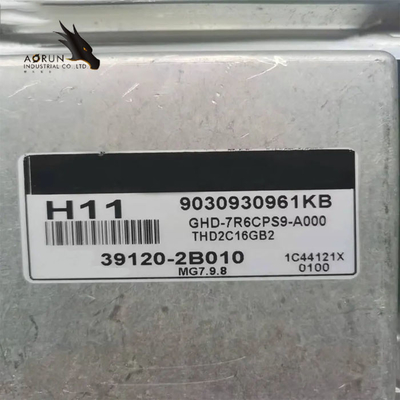 AORUN
INDUSTRIAL CO., LTD
H11
9030930961KB
GHD-7R6CPS9-A000
THD2C16GB2
39120-2B010
MG7.9.8
1C44121X
0100